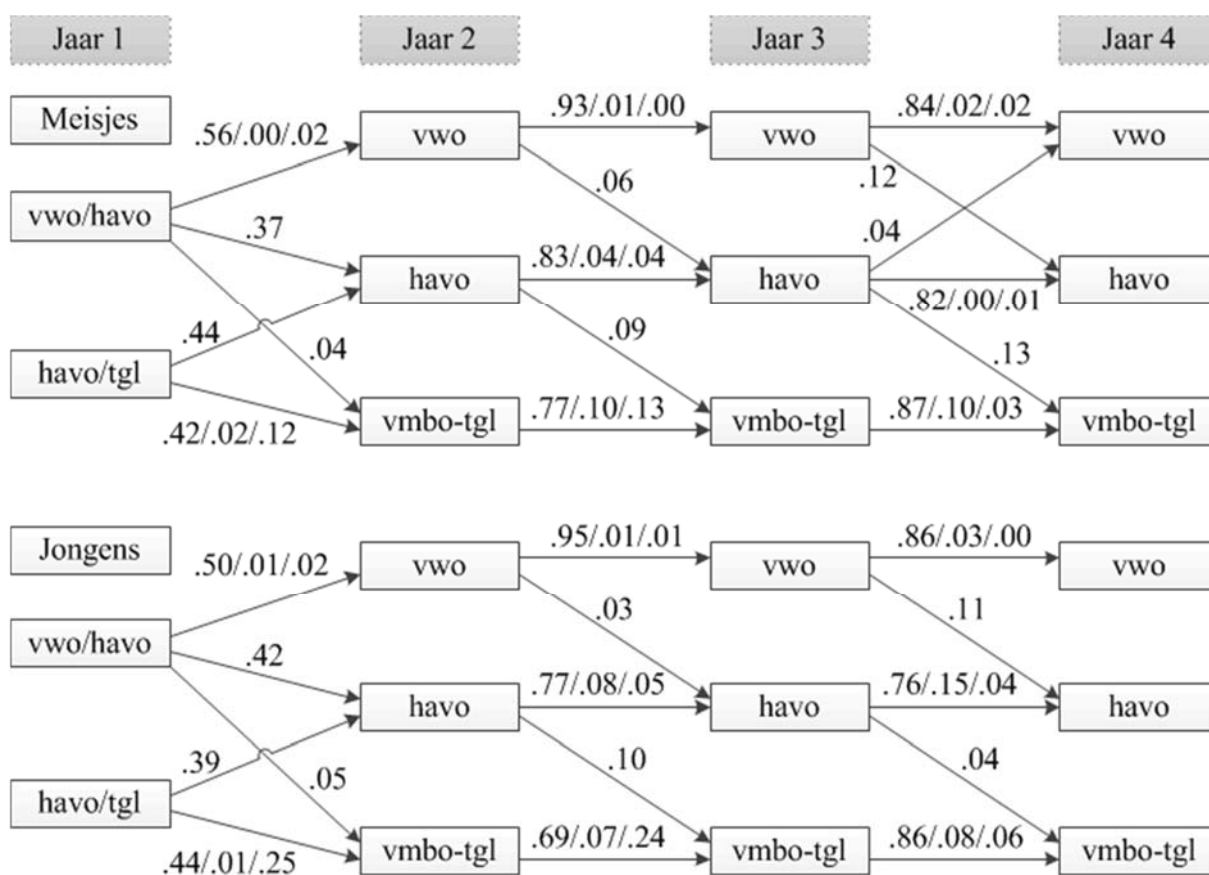 Jaar 1 Jaar 2 Jaar 3 Jaar 4
Meisjes
.56/.00/.02
vwo
.93/.01/.00
vwo
.84/.02/.02
vwo
vwo/havo
.37
.06
.12
.04
havo
.83/.04/.04
havo
.82/.00/.01
havo
havo/tgl
.44
.04
.09
.13
.42/.02/.12
vmbo-tgl
.77/.10/.13
vmbo-tgl
.87/.10/.03
vmbo-tgl
Jongens
.50/.01/.02
vwo
.95/.01/.01
vwo
.86/.03/.00
vwo
vwo/havo
.42
.03
.11
havo
.77/.08/.05
havo
.76/.15/.04
havo
havo/tgl
.39
.05
.10
.04
.44/.01/.25
vmbo-tgl
.69/.07/.24
vmbo-tgl
.86/.08/.06
vmbo-tgl